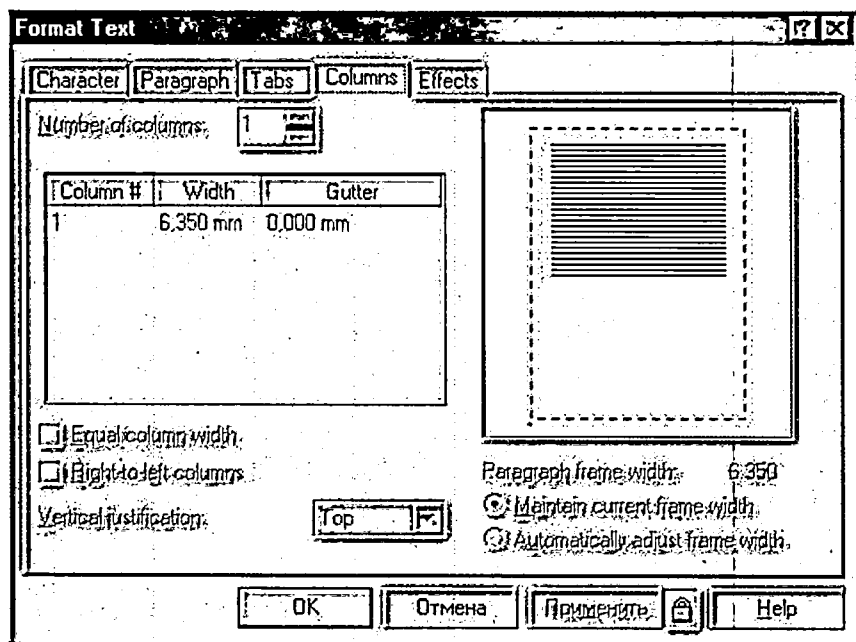 Format Text
Character Paragraph Tabs Columns Effects
Number of columns: 1
Column # Width Gutter
1 6,350 mm 0,000 mm
Equal column width
Right-to-left columns
Vertical justification: Top
Paragraph frame width: 6.350
Maintain current frame width
Automatically adjust frame width.
OK Отмена Применить Help